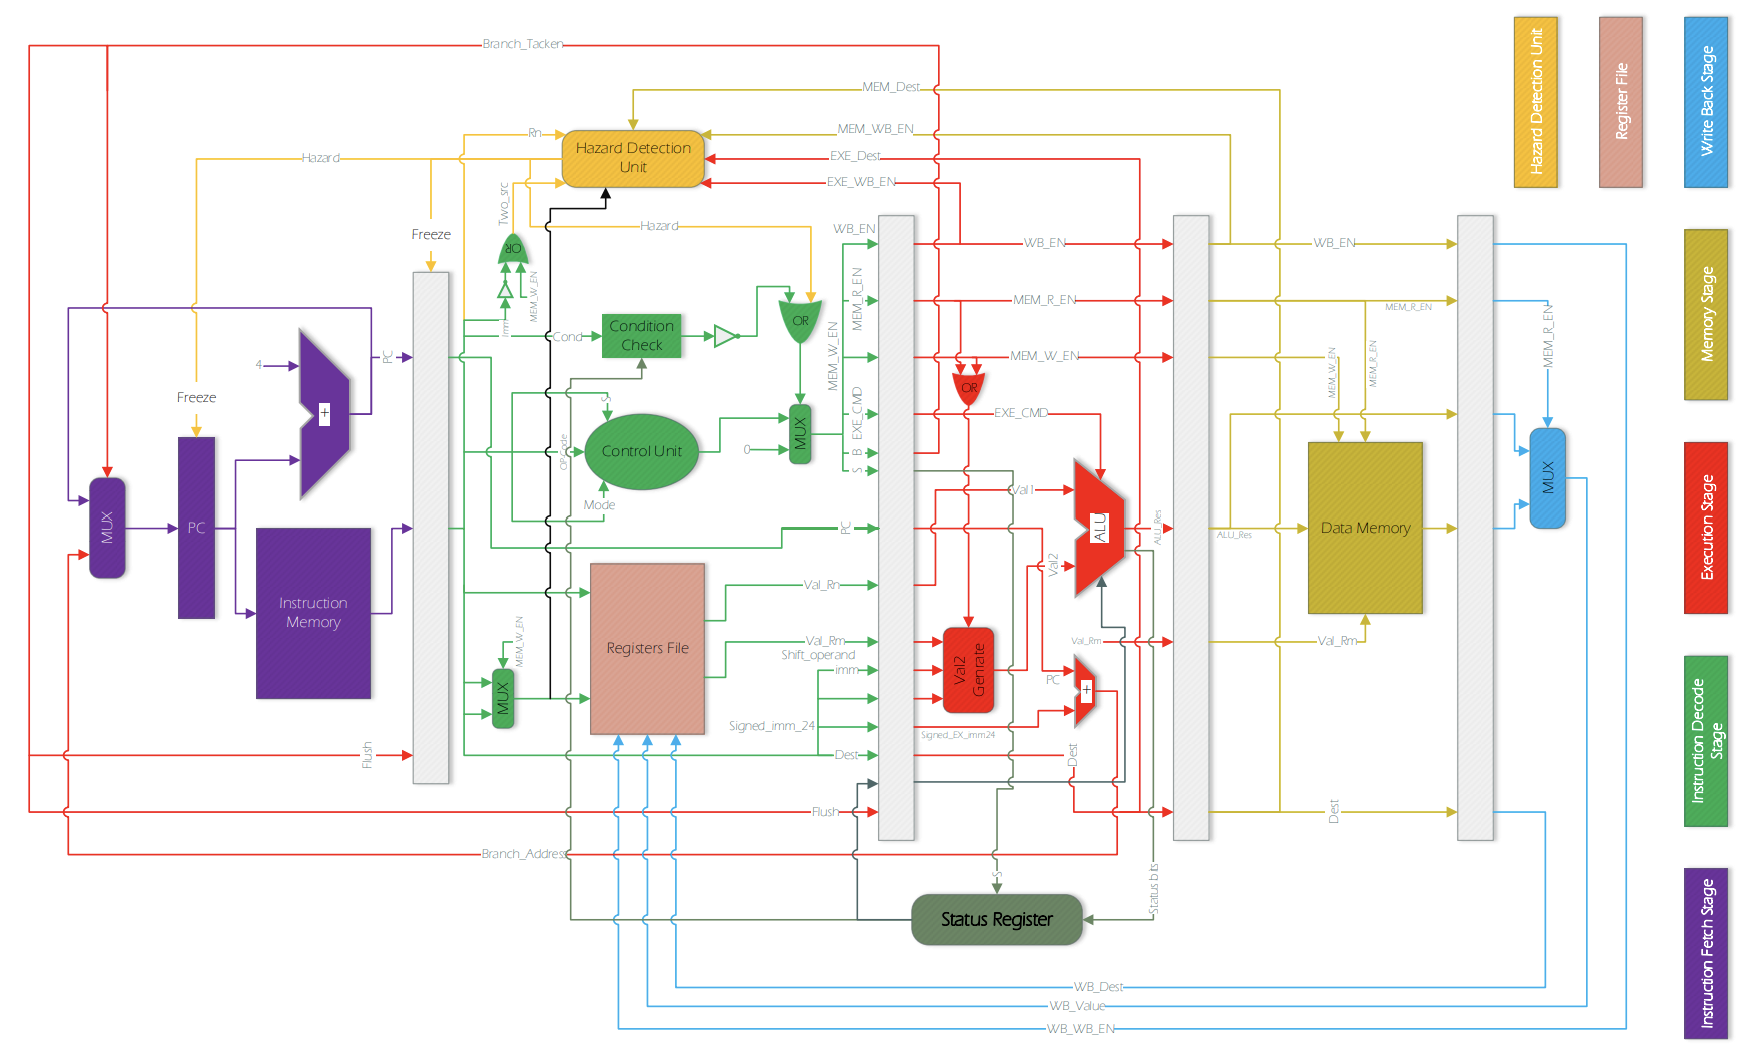 Branch_Tacken
MEM_Dest
MEM_WB_EN
Rn
Hazard Detection
Unit
EXE_Dest
Hazard
EXE_WB_EN
Two_src
Hazard
Freeze
OR
WB_EN
WB_EN
WB_EN
MEM_W_EN
imm
MEM_R_EN
MEM_R_EN
MEM_R_EN
MEM_R_EN
Cond
Condition
Check
OR
MEM_W_EN
MEM_W_EN
MEM_W_EN
MEM_R_EN
PC
4
+
Freeze
OR
S
EXE_CMD
EXE_CMD
MUX
OP_Code
Control Unit
0
B
S
MUX
Mode
Val1
MUX
PC
PC
ALU
ALU_Res
ALU_Res
Data Memory
Val2
Instruction
Memory
Val_Rn
Registers File
MEM_W_EN
MUX
Val_Rm
Shift_operand
imm
Val2
Genrate
Val_Rm
Val_Rm
PC
+
Signed_imm_24
Signed_EX_imm24
Flush
Dest
Dest
Flush
Dest
Branch_Address
S
Status bits
Status Register
WB_Dest
WB_Value
WB_WB_EN
Hazard Detection Unit
Register File
Write Back Stage
Memory Stage
Execution Stage
Instruction Decode
Stage
Instruction Fetch Stage